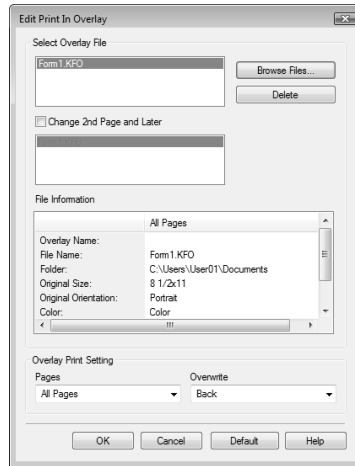 Edit Print In Overlay
Select Overlay File
Form1.KFO
Browse Files...
Delete
Change 2nd Page and Later
File Information
All Pages
Overlay Name:
File Name: Form1.KFO
Folder: C:\Users\User01\Documents
Original Size: 8 1/2x11
Original Orientation: Portrait
Color: Color
Overlay Print Setting
Pages Overwrite
All Pages Back
OK Cancel Default Help